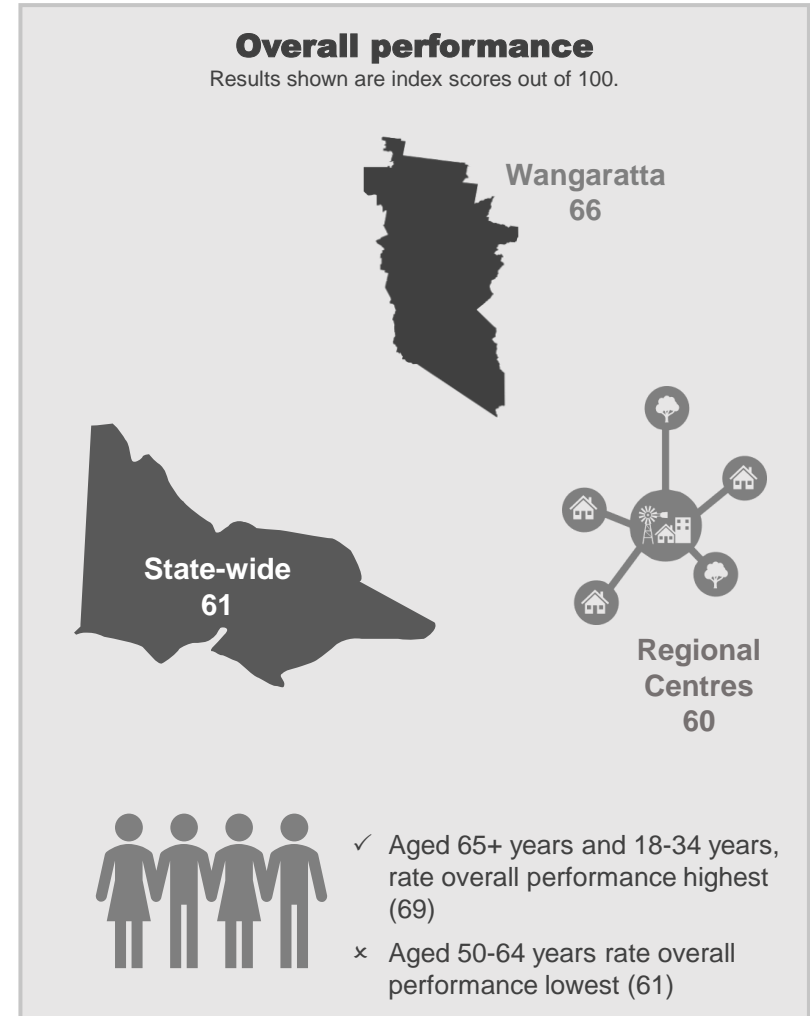 Overall performance
Results shown are index scores out of 100.
Wangaratta
66
State-wide
61
Regional
Centres
60
✓ Aged 65+ years and 18-34 years,
rate overall performance highest
(69)
× Aged 50-64 years rate overall
performance lowest (61)